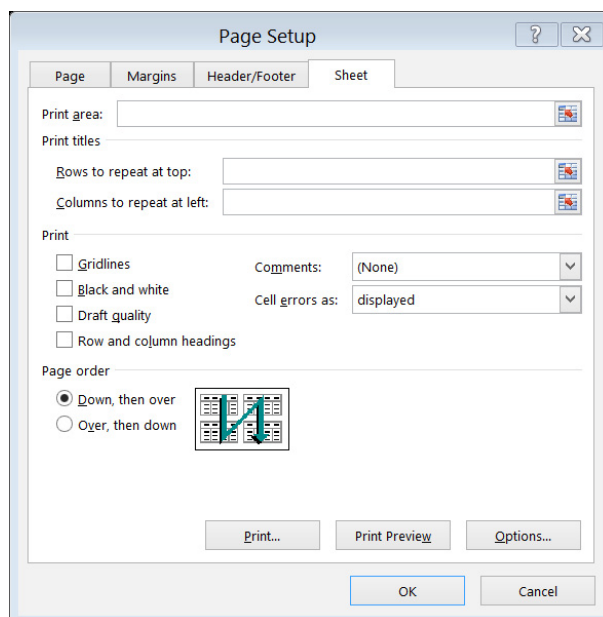 Page Setup
Page Margins Header/Footer Sheet
Print area:
Print titles
Rows to repeat at top:
Columns to repeat at left:
Print
Gridlines Comments: (None)
Black and white
Cell errors as: displayed
Draft quality
Row and column headings
Page order
Down, then over
Over, then down
Print... Print Preview Options...
OK Cancel